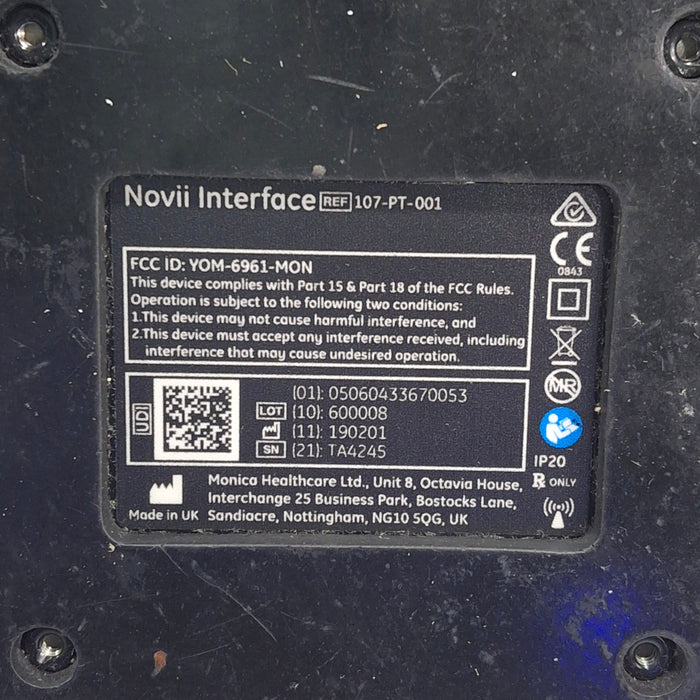 Novii Interface REF 107-PT-001
FCC ID: YOM-6961-MON
This device complies with Part 15 & Part 18 of the FCC Rules.
Operation is subject to the following two conditions:
1.This device may not cause harmful interference, and
2.This device must accept any interference received, including
interference that may cause undesired operation.
CE
0843
UDI
(01): 05060433670053
LOT (10): 600008
(11): 190201
SN (21): TA4245
MR
IP20
Rx ONLY
Monica Healthcare Ltd., Unit 8, Octavia House,
Interchange 25 Business Park, Bostocks Lane,
Made in UK Sandiacre, Nottingham, NG10 5QG, UK